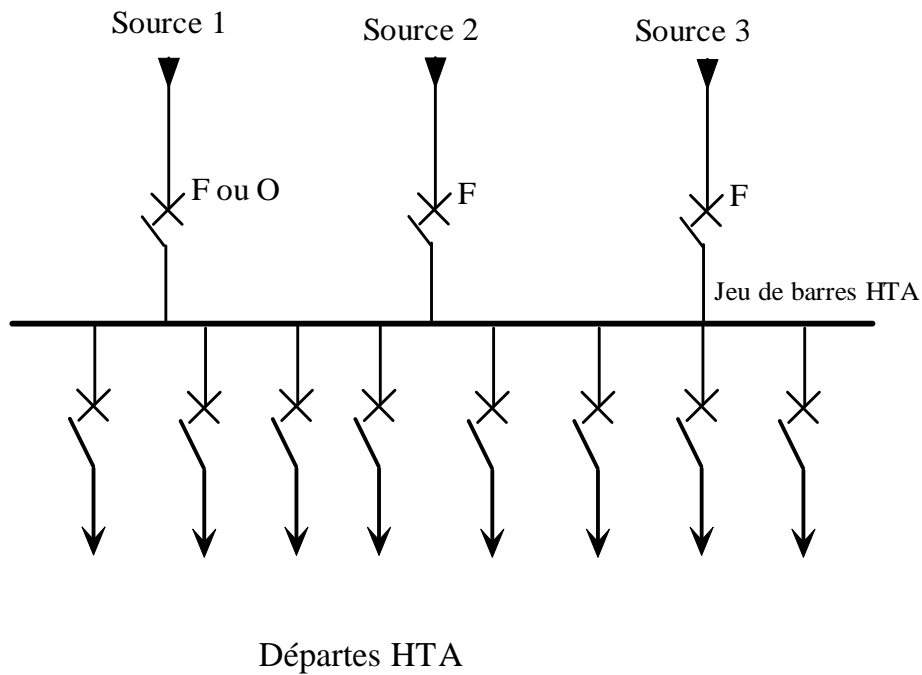 Source 1
Source 2
Source 3
F ou O
F
F
Jeu de barres HTA
Départes HTA